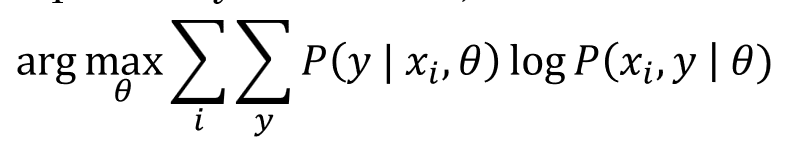 arg max_θ ∑_i ∑_y P(y | x_i, θ) log P(x_i, y | θ)